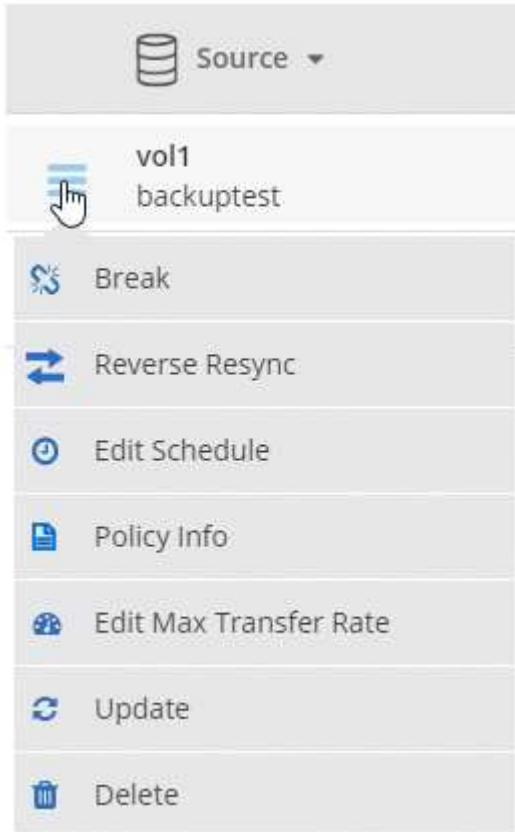 Source
vol1
backuptest
Break
Reverse Resync
Edit Schedule
Policy Info
Edit Max Transfer Rate
Update
Delete